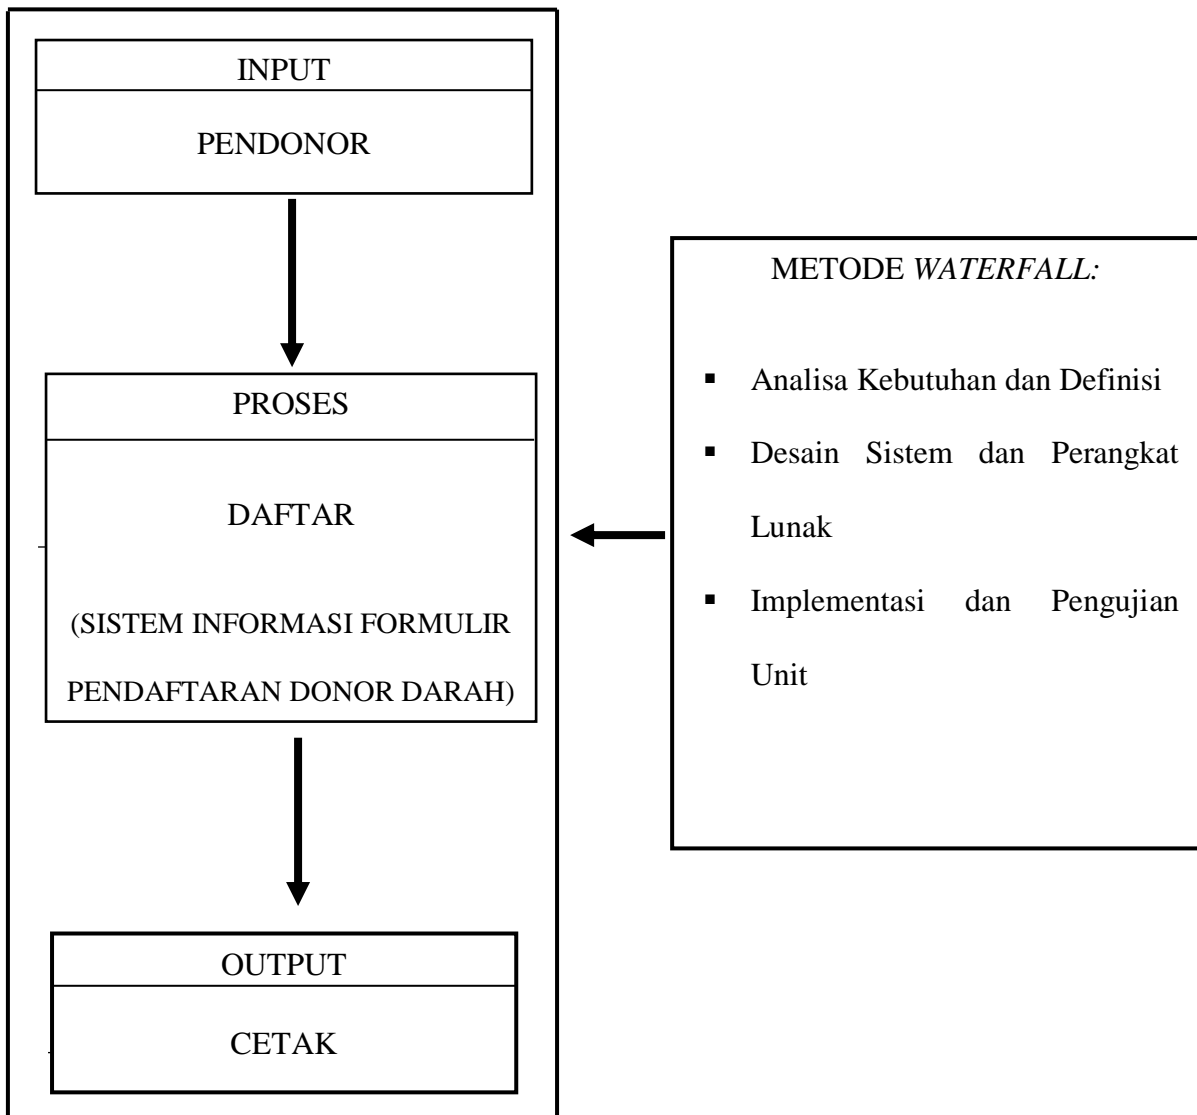 INPUT
PENDONOR
PROSES
DAFTAR
(SISTEM INFORMASI FORMULIR
PENDAFTARAN DONOR DARAH)
OUTPUT
CETAK
METODE WATERFALL:
▪ Analisa Kebutuhan dan Definisi
▪ Desain Sistem dan Perangkat
Lunak
▪ Implementasi dan Pengujian
Unit